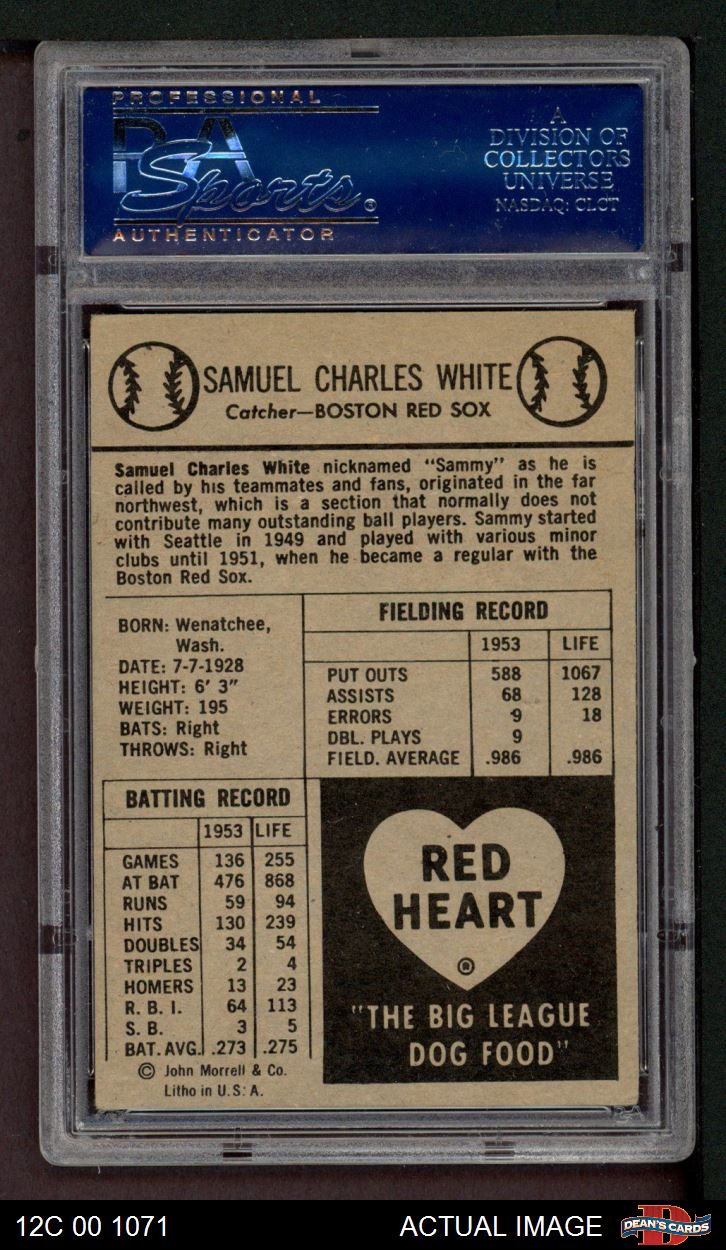 PROFESSIONAL
PSA
Sports®
AUTHENTICATOR
A
DIVISION OF
COLLECTORS
UNIVERSE
NASDAQ: CLCT
SAMUEL CHARLES WHITE
Catcher—BOSTON RED SOX
Samuel Charles White nicknamed "Sammy" as he is
called by his teammates and fans, originated in the far
northwest, which is a section that normally does not
contribute many outstanding ball players. Sammy started
with Seattle in 1949 and played with various minor
clubs until 1951, when he became a regular with the
Boston Red Sox.
BORN: Wenatchee,
Wash.
DATE: 7-7-1928
HEIGHT: 6' 3"
WEIGHT: 195
BATS: Right
THROWS: Right
FIELDING RECORD
1953 LIFE
PUT OUTS 588 1067
ASSISTS 68 128
ERRORS 9 18
DBL. PLAYS 9
FIELD. AVERAGE .986 .986
BATTING RECORD
1953 LIFE
GAMES 136 255
AT BAT 476 868
RUNS 59 94
HITS 130 239
DOUBLES 34 54
TRIPLES 2 4
HOMERS 13 23
R. B. I. 64 113
S. B. 3 5
BAT. AVG. .273 .275
© John Morrell & Co.
Litho in U.S.A.
RED
HEART
®
"THE BIG LEAGUE
DOG FOOD"
12C 00 1071 ACTUAL IMAGE
DEAN'S CARDS